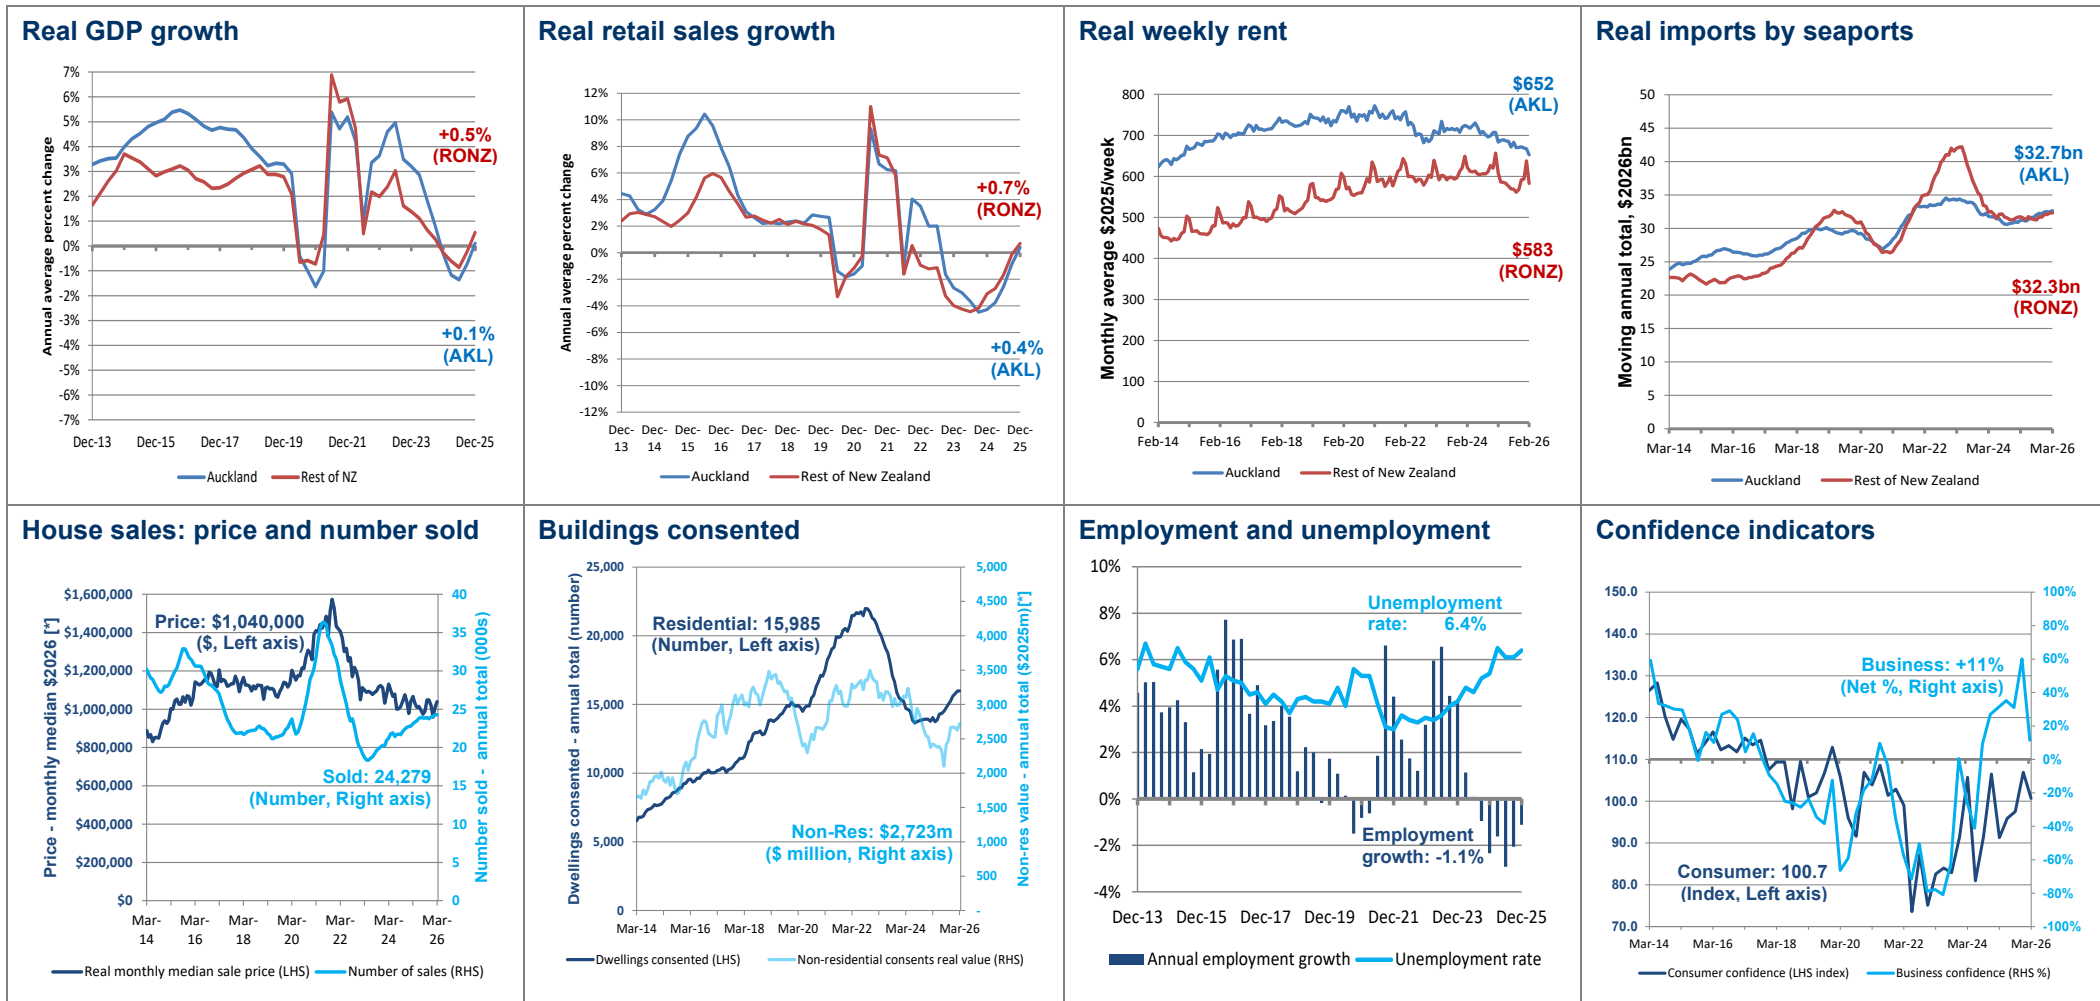 Real GDP growth
Annual average percent change
7%
6%
5%
4%
3%
2%
1%
0%
-1%
-2%
-3%
-4%
-5%
-6%
-7%
+0.5%
(RONZ)
+0.1%
(AKL)
Dec-13 Dec-15 Dec-17 Dec-19 Dec-21 Dec-23 Dec-25
Auckland Rest of NZ
Real retail sales growth
Annual average percent change
12%
10%
8%
6%
4%
2%
0%
-2%
-4%
-6%
-8%
-10%
-12%
+0.7%
(RONZ)
+0.4%
(AKL)
Dec- Dec- Dec- Dec- Dec- Dec- Dec- Dec- Dec- Dec- Dec- Dec- Dec-
13 14 15 16 17 18 19 20 21 22 23 24 25
Auckland Rest of New Zealand
Real weekly rent
Monthly average $2025/week
800
700
600
500
400
300
200
100
0
$652
(AKL)
$583
(RONZ)
Feb-14 Feb-16 Feb-18 Feb-20 Feb-22 Feb-24 Feb-26
Auckland Rest of New Zealand
Real imports by seaports
Moving annual total, $2026bn
50
45
40
35
30
25
20
15
10
5
0
$32.7bn
(AKL)
$32.3bn
(RONZ)
Mar-14 Mar-16 Mar-18 Mar-20 Mar-22 Mar-24 Mar-26
Auckland Rest of New Zealand
House sales: price and number sold
Price - monthly median $2026 [*]
$1,600,000
$1,400,000
$1,200,000
$1,000,000
$800,000
$600,000
$400,000
$200,000
$0
Price: $1,040,000
($, Left axis)
Sold: 24,279
(Number, Right axis)
40
35
30
25
20
15
10
5
0
Number sold - annual total (000s)
Mar- Mar- Mar- Mar- Mar- Mar- Mar-
14 16 18 20 22 24 26
Real monthly median sale price (LHS) Number of sales (RHS)
Buildings consented
Dwellings consented - annual total (number)
25,000
20,000
15,000
10,000
5,000
0
Residential: 15,985
(Number, Left axis)
Non-Res: $2,723m
($ million, Right axis)
5,000
4,500
4,000
3,500
3,000
2,500
2,000
1,500
1,000
500
-
Non-res value - annual total ($2025m)[*]
Mar-14 Mar-16 Mar-18 Mar-20 Mar-22 Mar-24 Mar-26
Dwellings consented (LHS) Non-residential consents real value (RHS)
Employment and unemployment
10%
8%
6%
4%
2%
0%
-2%
-4%
Unemployment
rate: 6.4%
Employment
growth: -1.1%
Dec-13 Dec-15 Dec-17 Dec-19 Dec-21 Dec-23 Dec-25
Annual employment growth Unemployment rate
Confidence indicators
150.0
140.0
130.0
120.0
110.0
100.0
90.0
80.0
70.0
Business: +11%
(Net %, Right axis)
Consumer: 100.7
(Index, Left axis)
100%
80%
60%
40%
20%
0%
-20%
-40%
-60%
-80%
-100%
Mar-14 Mar-16 Mar-18 Mar-20 Mar-22 Mar-24 Mar-26
Consumer confidence (LHS index) Business confidence (RHS %)